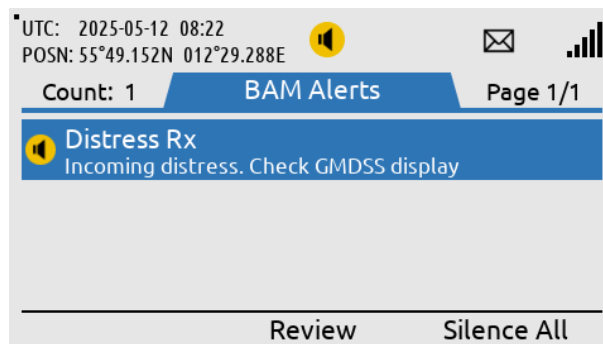 UTC: 2025-05-12 08:22
POSN: 55°49.152N 012°29.288E
Count: 1 BAM Alerts Page 1/1
Distress Rx
Incoming distress. Check GMDSS display
Review Silence All